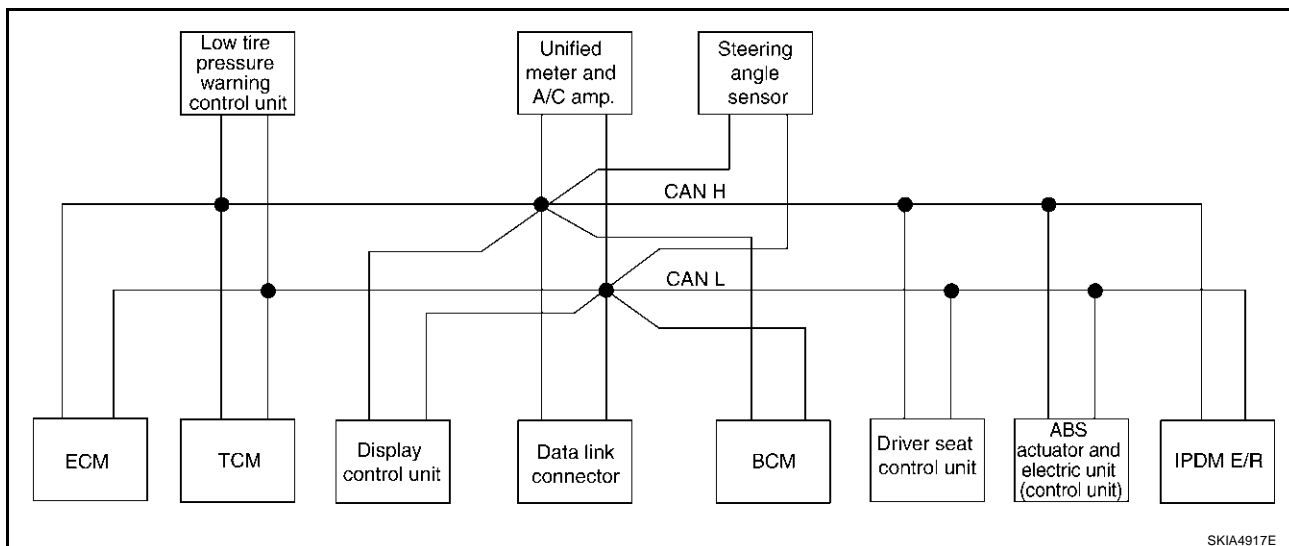 Low tire
pressure
warning
control unit
Unified
meter and
A/C amp.
Steering
angle
sensor
CAN H
CAN L
ECM
TCM
Display
control unit
Data link
connector
BCM
Driver seat
control unit
ABS
actuator and
electric unit
(control unit)
IPDM E/R
SKIA4917E